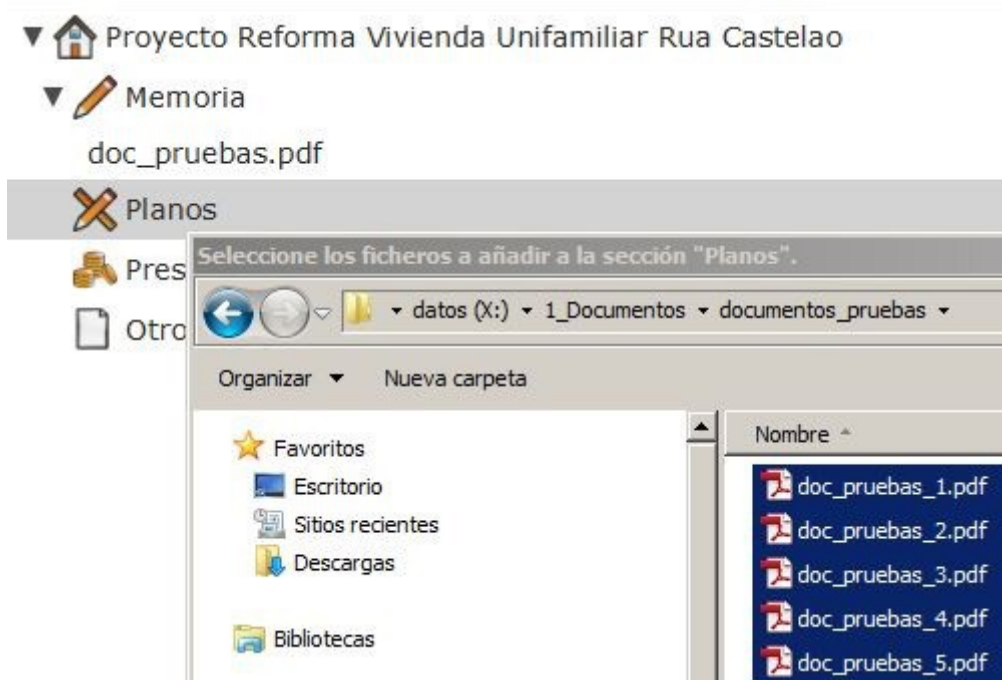 Proyecto Reforma Vivienda Unifamiliar Rua Castelao
Memoria
doc_pruebas.pdf
Planos
Pres
Otro
Seleccione los ficheros a añadir a la sección "Planos".
datos (X:) 1_Documentos documentos_pruebas
Organizar Nueva carpeta
Favoritos
Escritorio
Sitios recientes
Descargas
Bibliotecas
Nombre
doc_pruebas_1.pdf
doc_pruebas_2.pdf
doc_pruebas_3.pdf
doc_pruebas_4.pdf
doc_pruebas_5.pdf